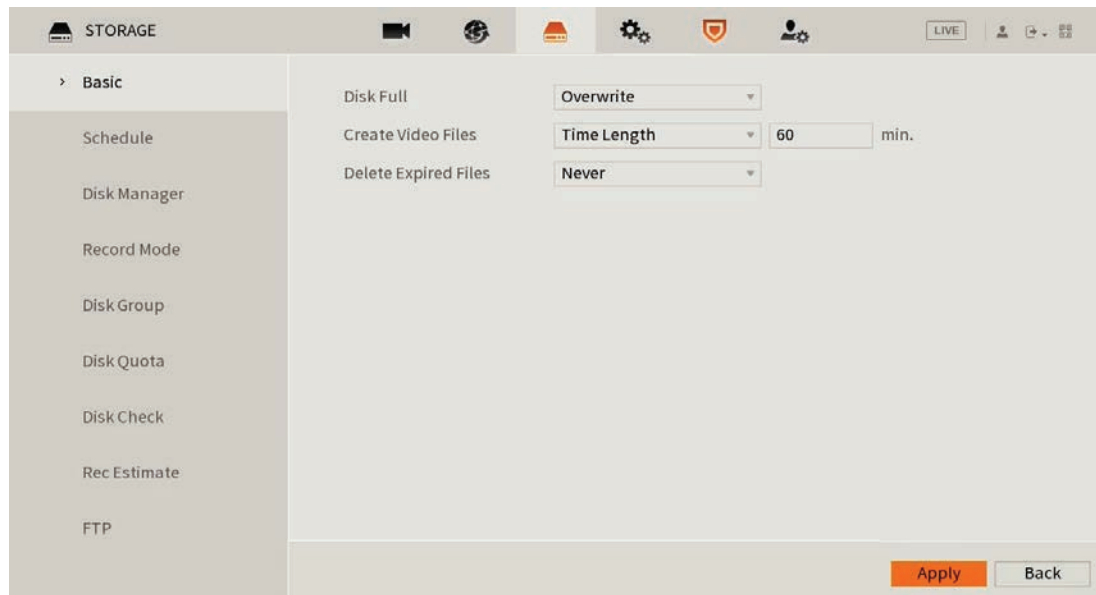 STORAGE
LIVE
Basic
Schedule
Disk Manager
Record Mode
Disk Group
Disk Quota
Disk Check
Rec Estimate
FTP
Disk Full Overwrite
Create Video Files Time Length 60 min.
Delete Expired Files Never
Apply Back